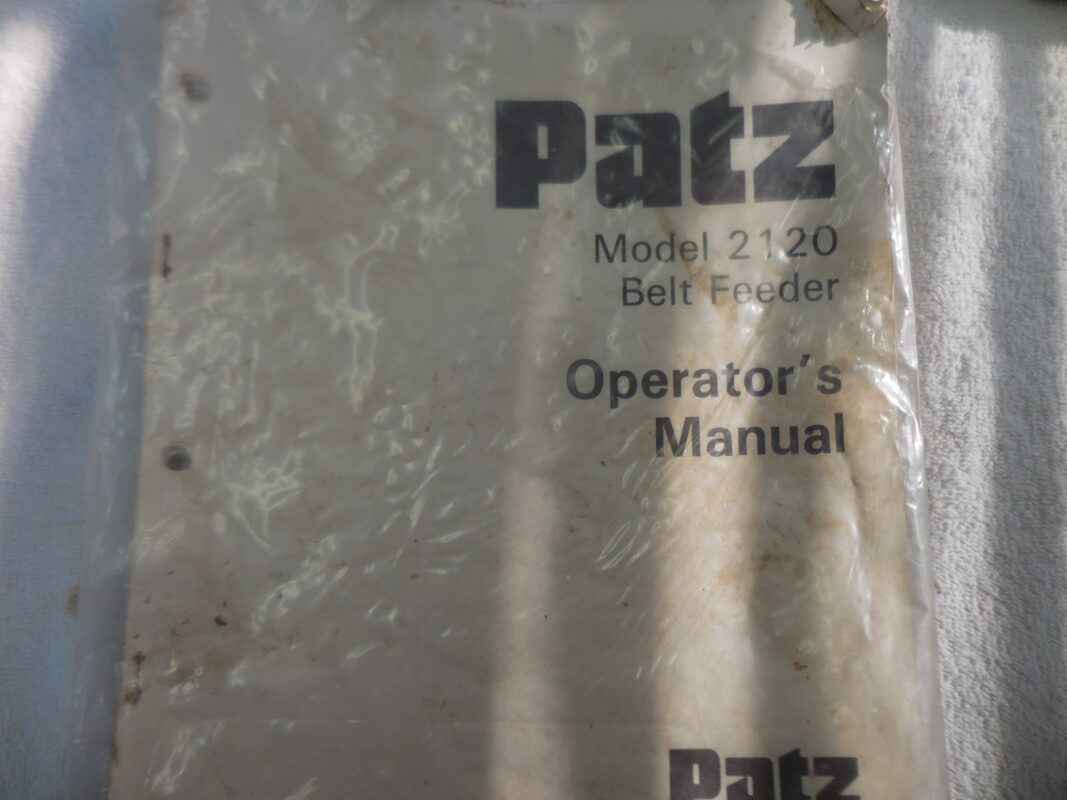 Patz
Model 2120
Belt Feeder
Operator's
Manual
Patz